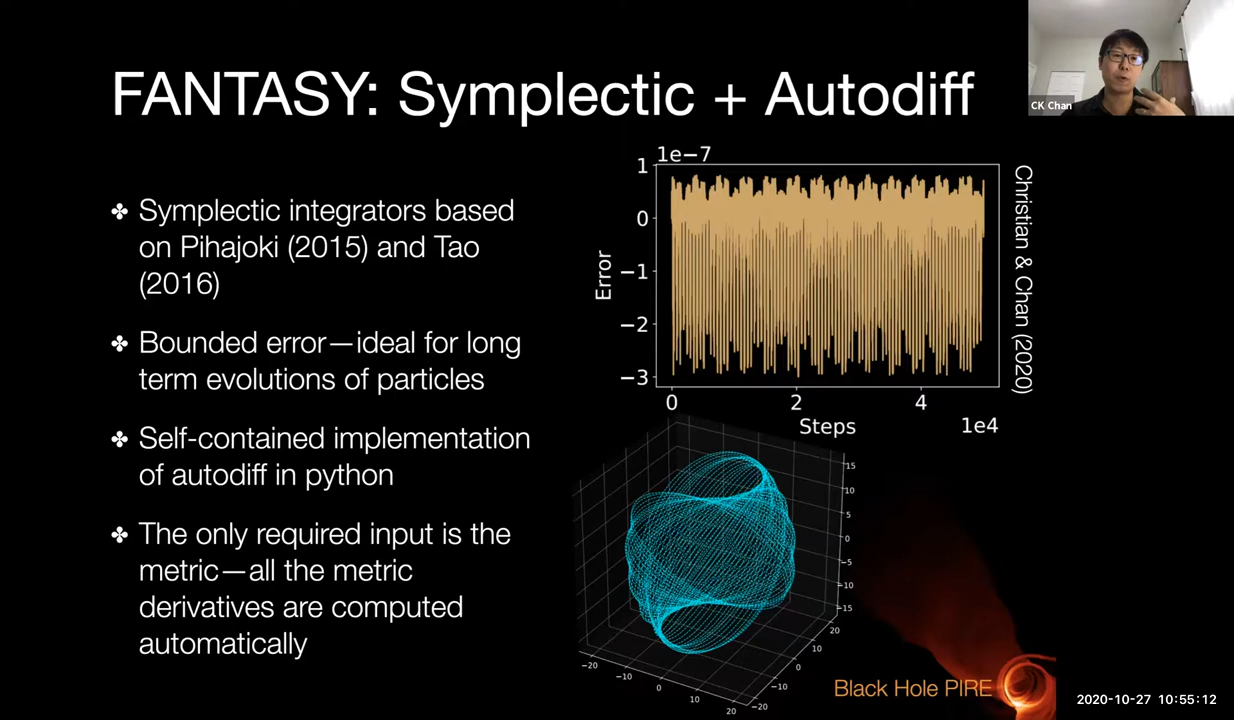 FANTASY: Symplectic + Autodiff
CK Chan
✤ Symplectic integrators based
on Pihajoki (2015) and Tao
(2016)
✤ Bounded error—ideal for long
term evolutions of particles
✤ Self-contained implementation
of autodiff in python
✤ The only required input is the
metric—all the metric
derivatives are computed
automatically
1e−7
1
0
−1
−2
−3
Error
0 2 4
Steps 1e4
Christian & Chan (2020)
15
10
5
0
−5
−10
−15
−20
−10
0
10
20
20
10
0
−10
−20
Black Hole PIRE
2020-10-27 10:55:12